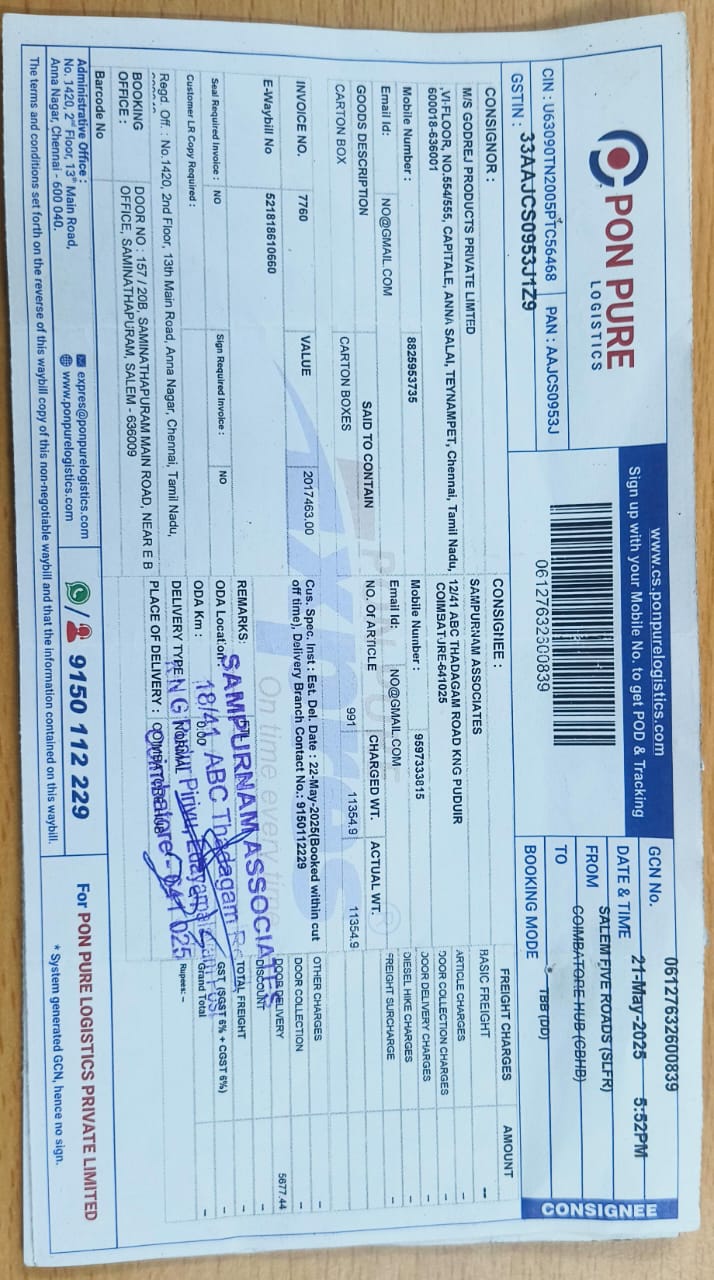 PON PURE
LOGISTICS
CIN : U63090TN2005PTC56468
PAN : AAJCS0953J
GSTIN : 33AAJCS0953J1Z9
www.cs.ponpurelogistics.com
Sign up with your Mobile No. to get POD & Tracking
GCN No. 06127632600839
DATE & TIME 21-May-2025 5:52PM
FROM SALEM FIVE ROADS (SLFR)
TO COIMBATORE HUB (CBHB)
BOOKING MODE TBB (DD)
CONSIGNEE
CONSIGNOR :
M/S GODREJ PRODUCTS PRIVATE LIMTED
,VI-FLOOR, NO.554/555, CAPITALE, ANNA SALAI, TEYNAMPET, Chennai, Tamil Nadu,
600018-636001
Mobile Number : 8825953735
Email Id: NO@GMAIL.COM
CONSIGNEE :
SAMPURNAM ASSOCIATES
12/41 ABC THADAGAM ROAD KNG PUDUIR
-641025
Mobile Number : 9597333815
Email Id: NO@GMAIL.COM
GOODS DESCRIPTION SAID TO CONTAIN NO. Of ARTICLE CHARGED WT. ACTUAL WT.
CARTON BOX CARTON BOXES 991 11354.9 11354.9
INVOICE NO. 7760 VALUE 2017463.00
E-Waybill No 521818610660
Cus. Spec. Inst.: Est. Del. Date : 22-May-2025(Booked within cut
off time), Delivery Branch Contact No.: 9150112229
Seal Required Invoice : NO Sign Required Invoice : NO
Customer LR Copy Required :
REMARKS:
ODA Location:
ODA Km : 0.00
DELIVERY TYPE NORMAL
PLACE OF DELIVERY :
SAMPURNAM ASSOCIATES
18/41 ABC Thadagam
K N G Pudur Pirivu,
Coimbatore - 641 025
FREIGHT CHARGES AMOUNT
BASIC FREIGHT --
ARTICLE CHARGES --
DOOR COLLECTION CHARGES --
DOOR DELIVERY CHARGES --
DIESEL HIKE CHARGES --
FREIGHT SURCHARGE --
OTHER CHARGES --
DOOR COLLECTION --
DOOR DELIVERY 5677.44
DISCOUNT --
TOTAL FREIGHT --
GST (SGST 6% + CGST 6%) --
Grand Total --
Rupees: --
Regd. Off. : No.1420, 2nd Floor, 13th Main Road, Anna Nagar, Chennai, Tamil Nadu,
BOOKING OFFICE :
DOOR NO : 157 / 20B, SAMINATHAPURAM MAIN ROAD, NEAR E B
OFFICE, SAMINATHAPURAM, SALEM - 636009
Barcode No
Administrative Office :
No. 1420, 2nd Floor, 13th Main Road,
Anna Nagar, Chennai - 600 040.
expres@ponpurelogistics.com
www.ponpurelogistics.com
9150 112 229
For PON PURE LOGISTICS PRIVATE LIMITED
* System generated GCN, hence no sign.
The terms and conditions set forth on the reverse of this waybill copy of this non-negotiable waybill and that the information contained on this waybill.